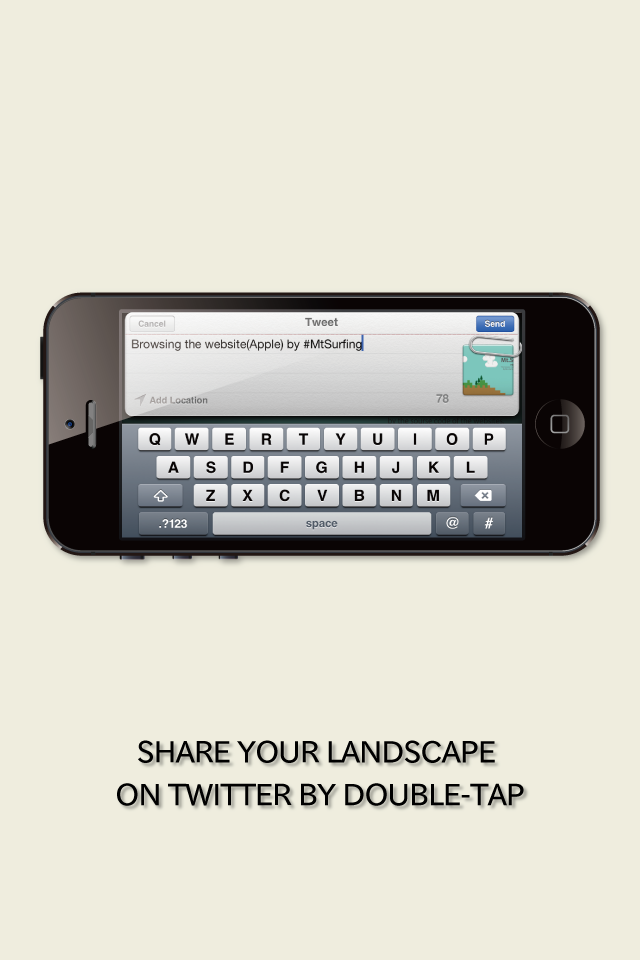 Cancel Tweet Send
Browsing the website(Apple) by #MtSurfing
Add Location 78
Q W E R T Y U I O P
A S D F G H J K L
Z X C V B N M
.?123 space @ #
SHARE YOUR LANDSCAPE
ON TWITTER BY DOUBLE-TAP